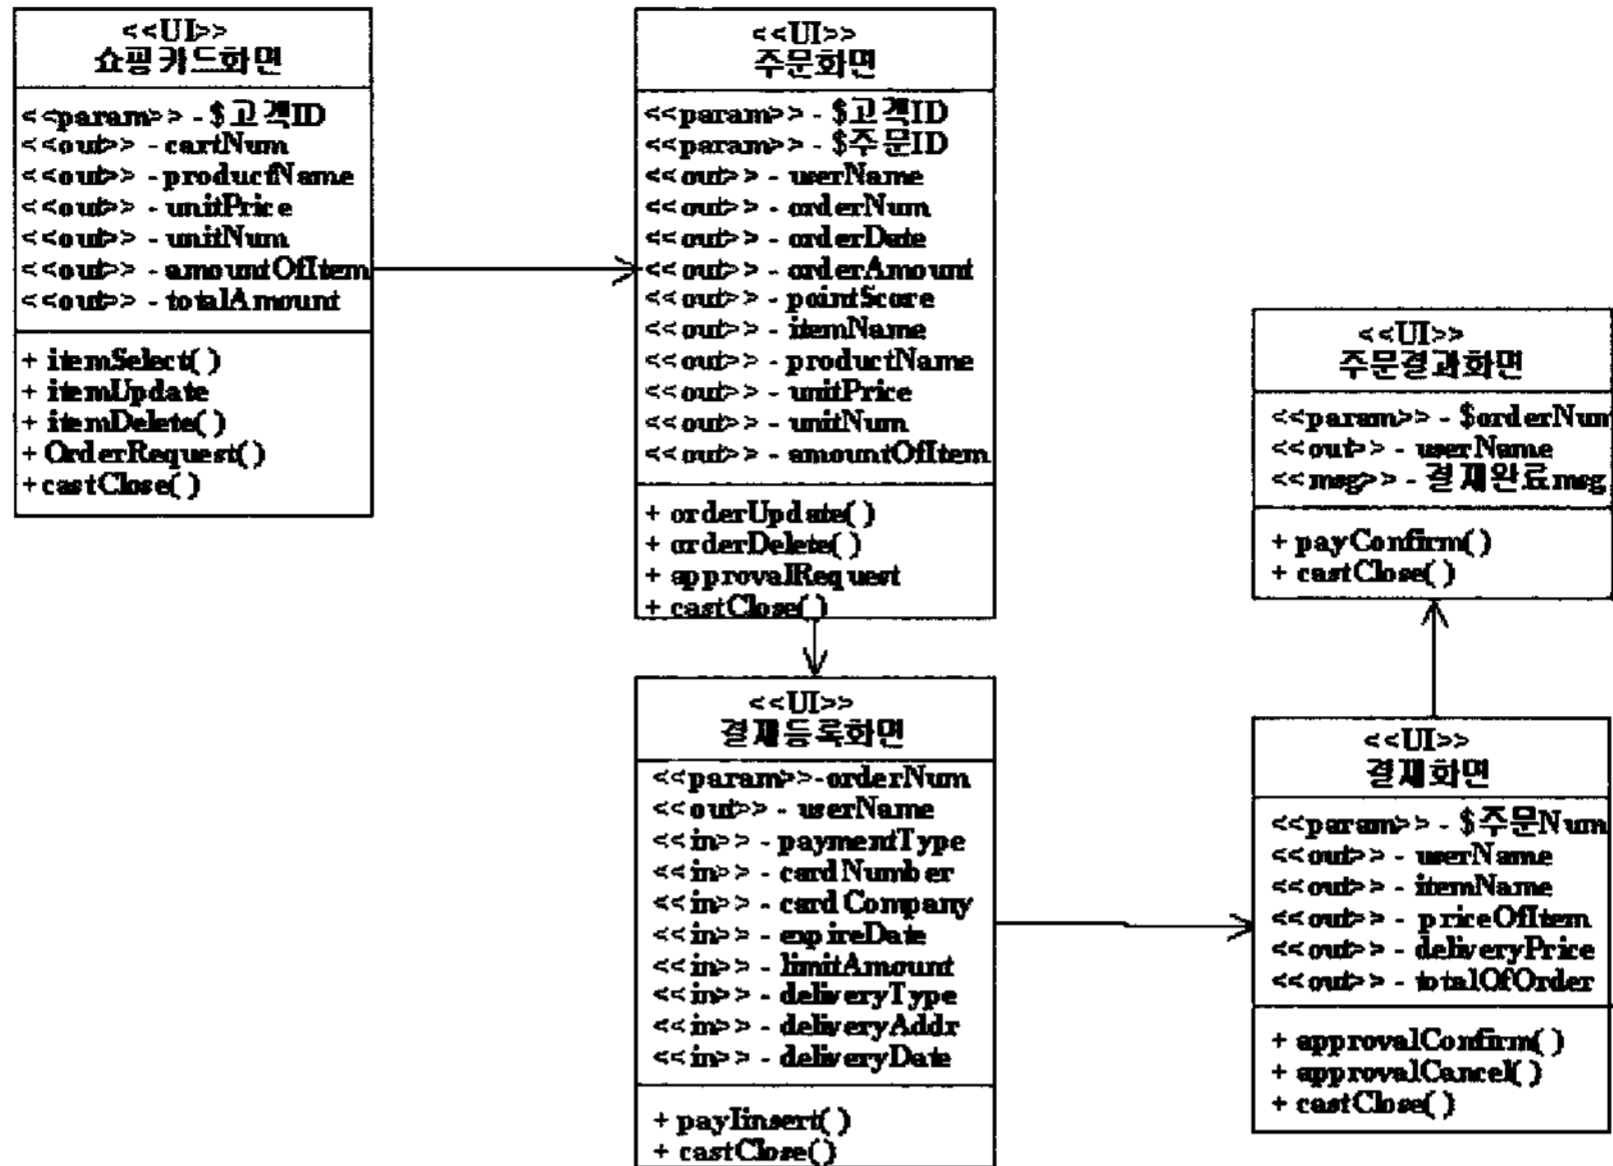 <<UI>>
쇼핑카드화면
<<param>> - $고객ID
<<out>> - cartNum
<<out>> - productName
<<out>> - unitPrice
<<out>> - unitNum
<<out>> - amountOfItem
<<out>> - totalAmount
+ itemSelect()
+ itemUpdate
+ itemDelete()
+ OrderRequest()
+castClose()
<<UI>>
주문화면
<<param>> - $고객ID
<<param>> - $주문ID
<<out>> - userName
<<out>> - orderNum
<<out>> - orderDate
<<out>> - orderAmount
<<out>> - pointScore
<<out>> - itemName
<<out>> - productName
<<out>> - unitPrice
<<out>> - unitNum
<<out>> - amountOfItem
+ orderUpdate()
+ orderDelete()
+ approvalRequest
+ castClose()
<<UI>>
결재등록화면
<<param>>-orderNum
<<out>> - userName
<<in>> - paymentType
<<in>> - cardNumber
<<in>> - cardCompany
<<in>> - expireDate
<<in>> - limitAmount
<<in>> - deliveryType
<<in>> - deliveryAddr
<<in>> - deliveryDate
+ payIinsert()
+ castClose()
<<UI>>
결재화면
<<param>> - $주문Num
<<out>> - userName
<<out>> - itemName
<<out>> - priceOfItem
<<out>> - deliveryPrice
<<out>> - totalOfOrder
+ approvalConfirm()
+ approvalCancel()
+ castClose()
<<UI>>
주문결과화면
<<param>> - $orderNum
<<out>> - userName
<<msg>> - 결재완료msg
+ payConfirm()
+ castClose()